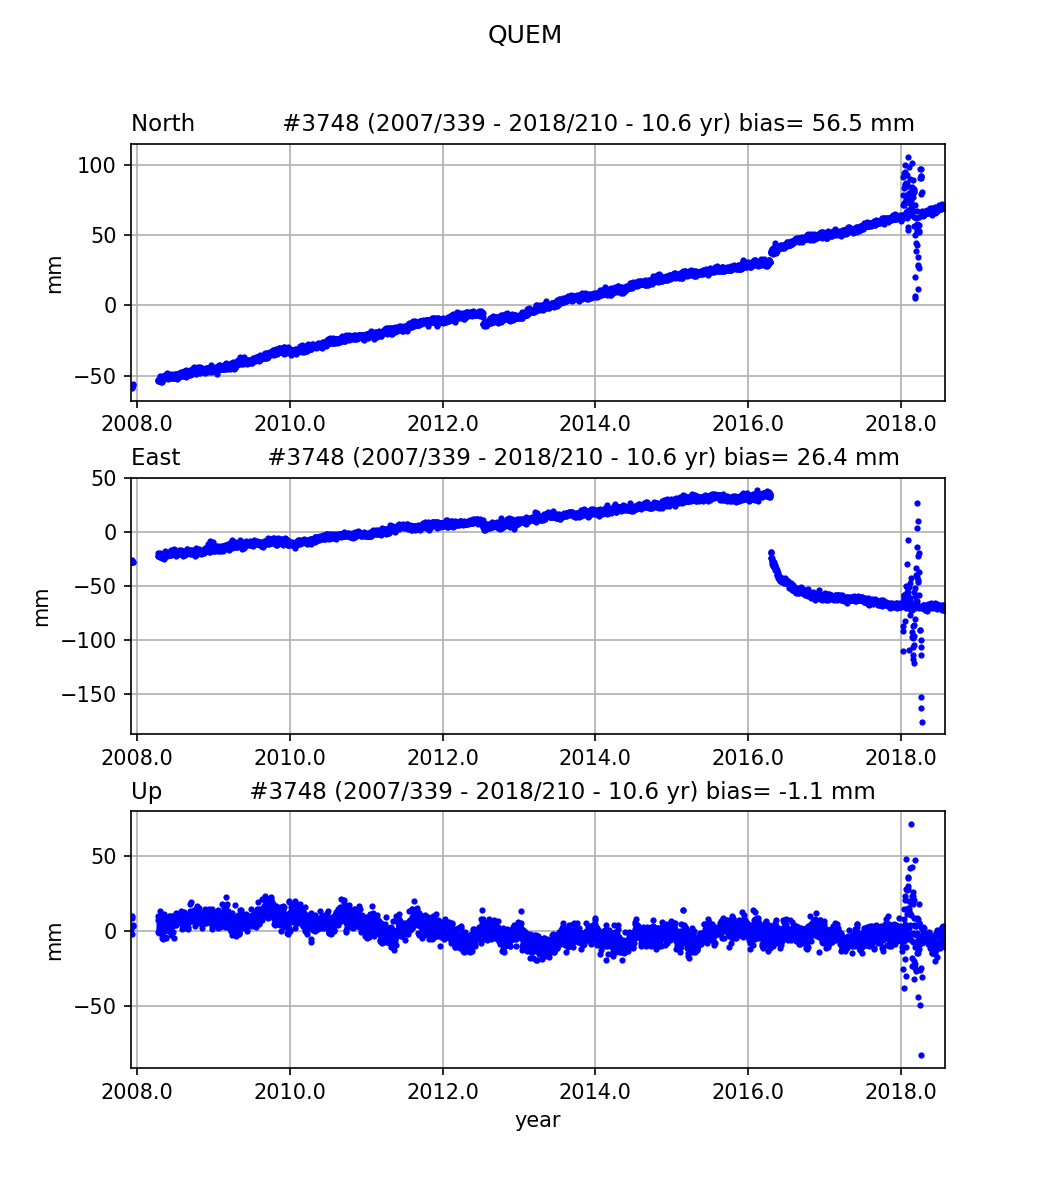 QUEM
North #3748 (2007/339 - 2018/210 - 10.6 yr) bias= 56.5 mm
100
50
0
−50
mm
2008.0 2010.0 2012.0 2014.0 2016.0 2018.0
East #3748 (2007/339 - 2018/210 - 10.6 yr) bias= 26.4 mm
50
0
−50
−100
−150
mm
2008.0 2010.0 2012.0 2014.0 2016.0 2018.0
Up #3748 (2007/339 - 2018/210 - 10.6 yr) bias= -1.1 mm
50
0
−50
mm
2008.0 2010.0 2012.0 2014.0 2016.0 2018.0
year